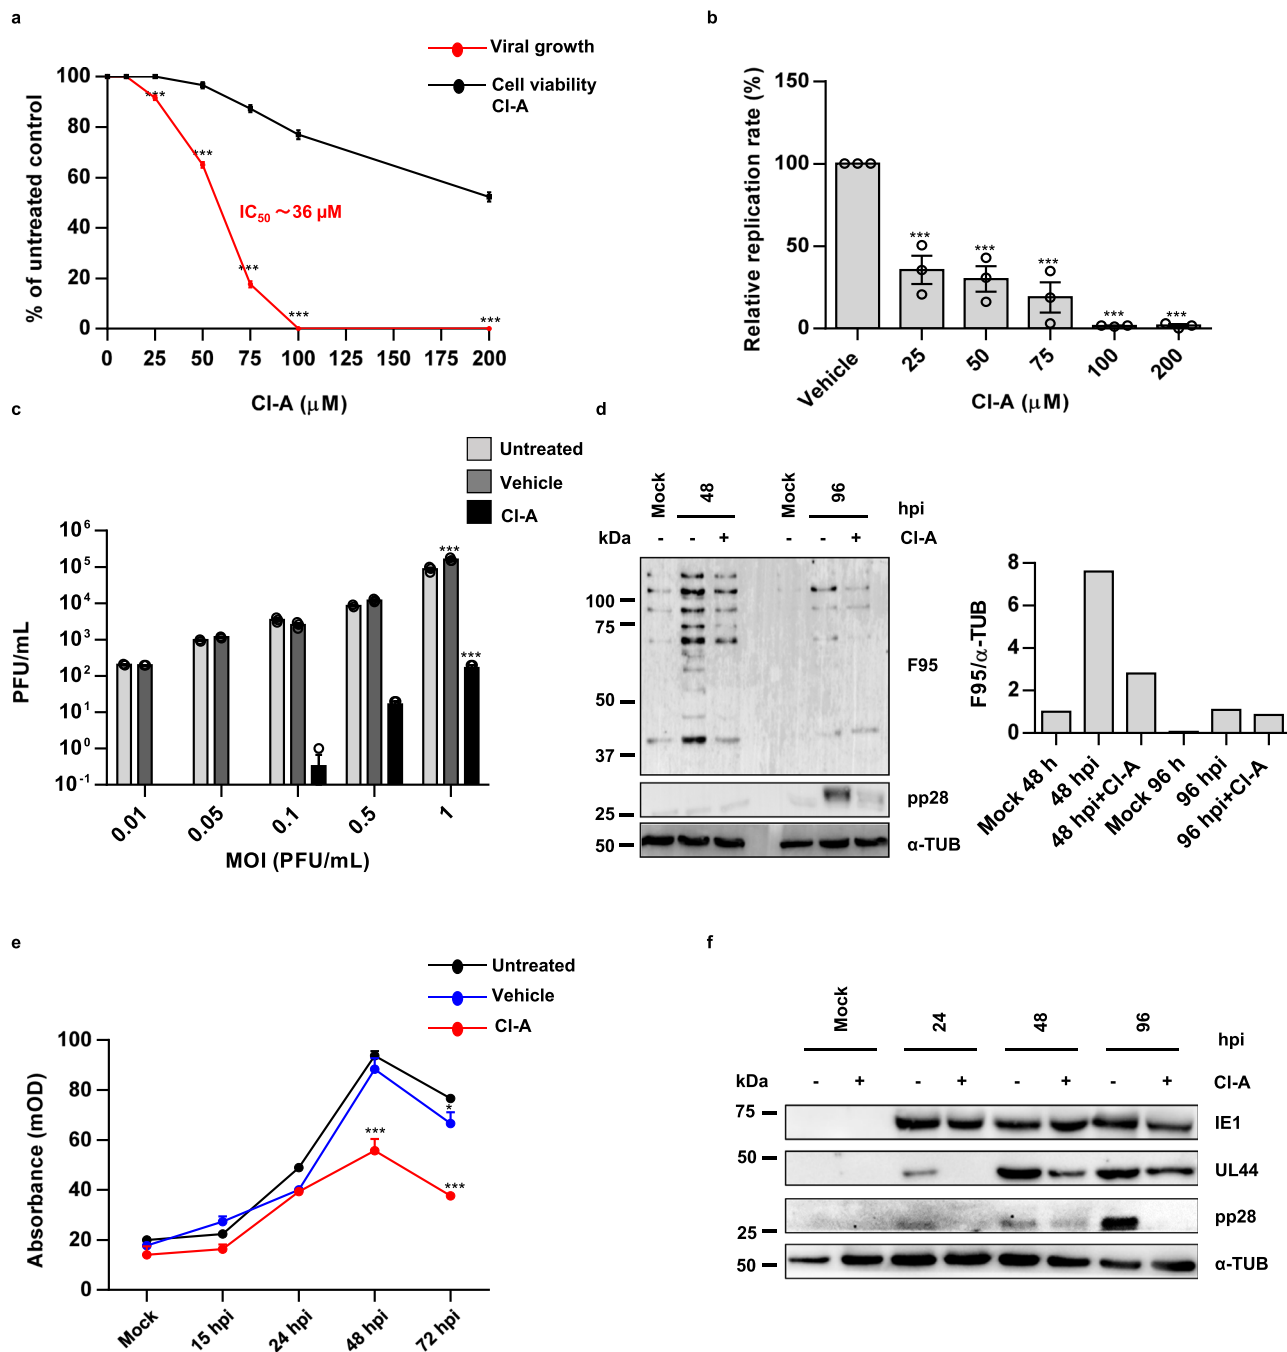 a
Viral growth
Cell viability
Cl-A
100
80
60
40
20
0
% of untreated control
***
***
***
***
***
IC50 ~36 μM
0 25 50 75 100 125 150 175 200
Cl-A (μM)
b
150
100
50
0
Relative replication rate (%)
***
***
***
***
***
Vehicle 25 50 75 100 200
Cl-A (μM)
c
Untreated
Vehicle
Cl-A
10^6
10^5
10^4
10^3
10^2
10^1
10^0
10^-1
PFU/mL
***
***
0.01 0.05 0.1 0.5 1
MOI (PFU/mL)
d
Mock 48 Mock 96 hpi
kDa - - + - - + Cl-A
100
75
50
37
F95
25
pp28
50
α-TUB
8
6
4
2
0
F95/α-TUB
Mock 48 h
48 hpi
48 hpi+Cl-A
Mock 96 h
96 hpi
96 hpi+Cl-A
e
Untreated
Vehicle
Cl-A
100
80
60
40
20
0
Absorbance (mOD)
***
*
***
Mock 15 hpi 24 hpi 48 hpi 72 hpi
f
Mock 24 48 96 hpi
kDa - + - + - + - + Cl-A
75
IE1
50
UL44
25
pp28
50
α-TUB